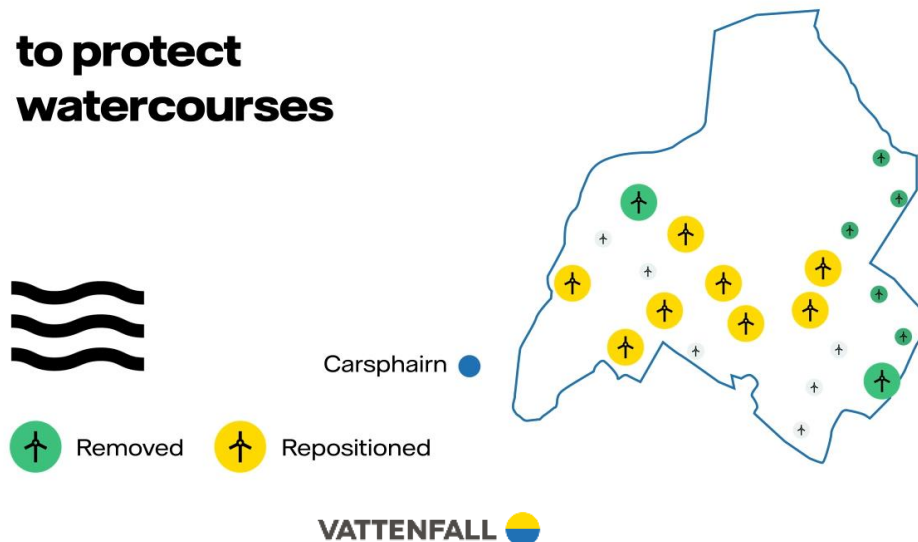 to protect
watercourses
Carsphairn
Removed
Repositioned
VATTENFALL